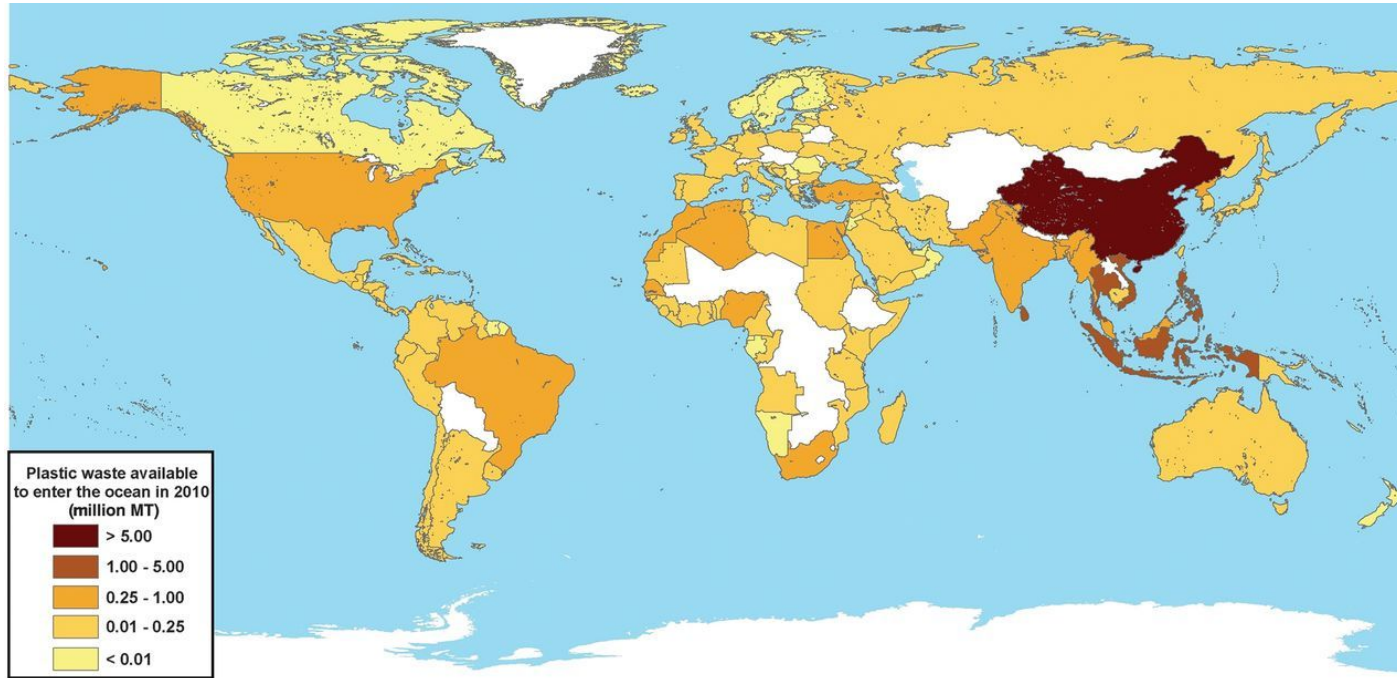 Plastic waste available
to enter the ocean in 2010
(million MT)
> 5.00
1.00 - 5.00
0.25 - 1.00
0.01 - 0.25
< 0.01